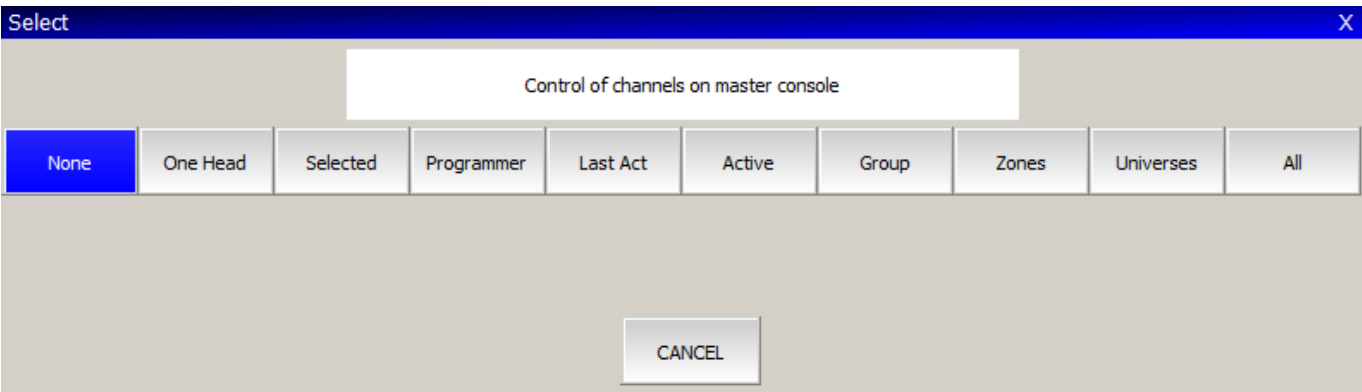 Select X
Control of channels on master console
None One Head Selected Programmer Last Act Active Group Zones Universes All
CANCEL